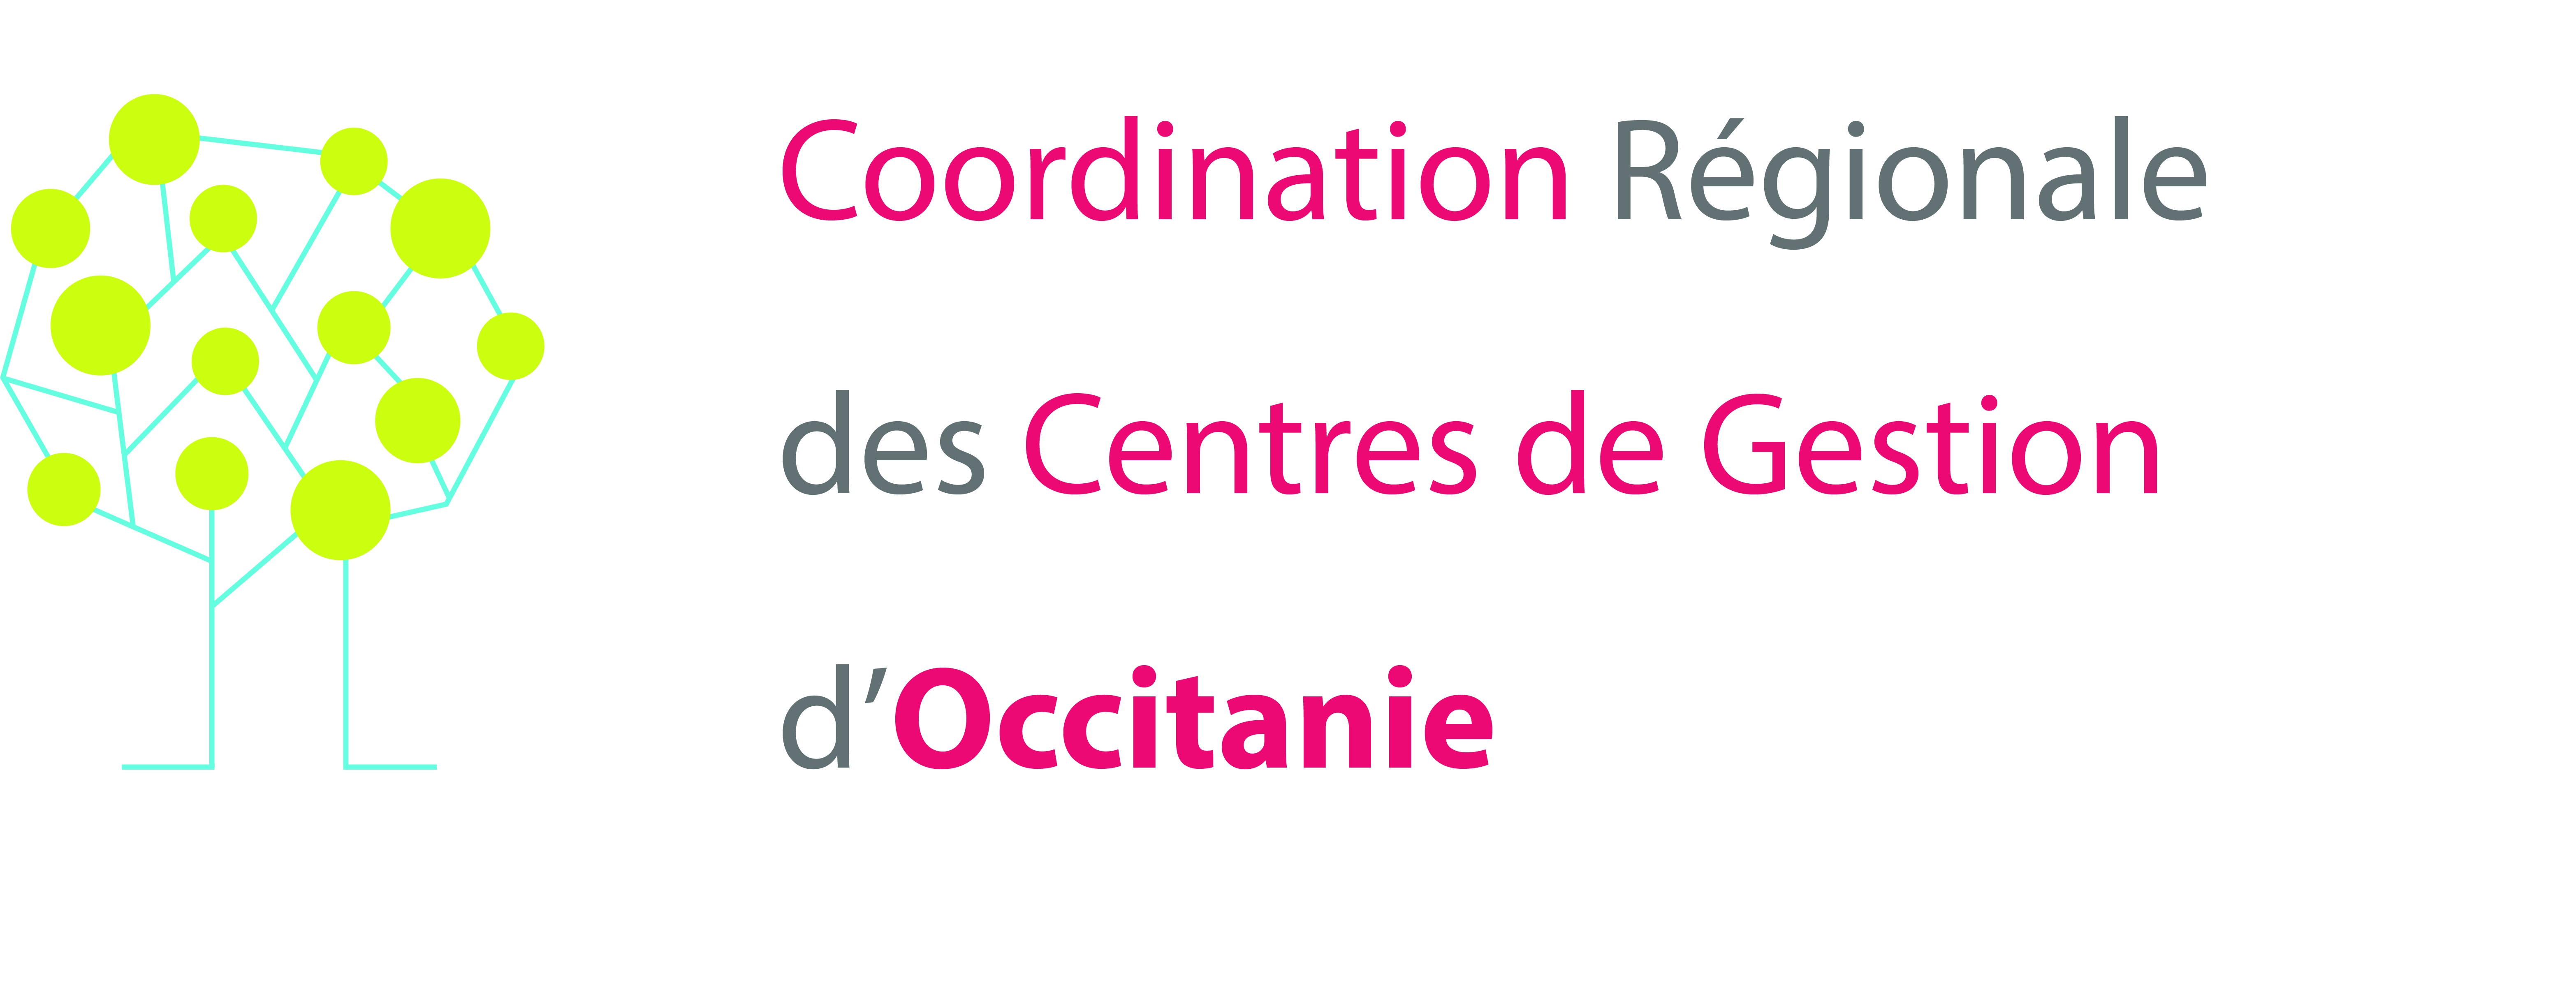 Coordination Régionale
des Centres de Gestion
d’Occitanie